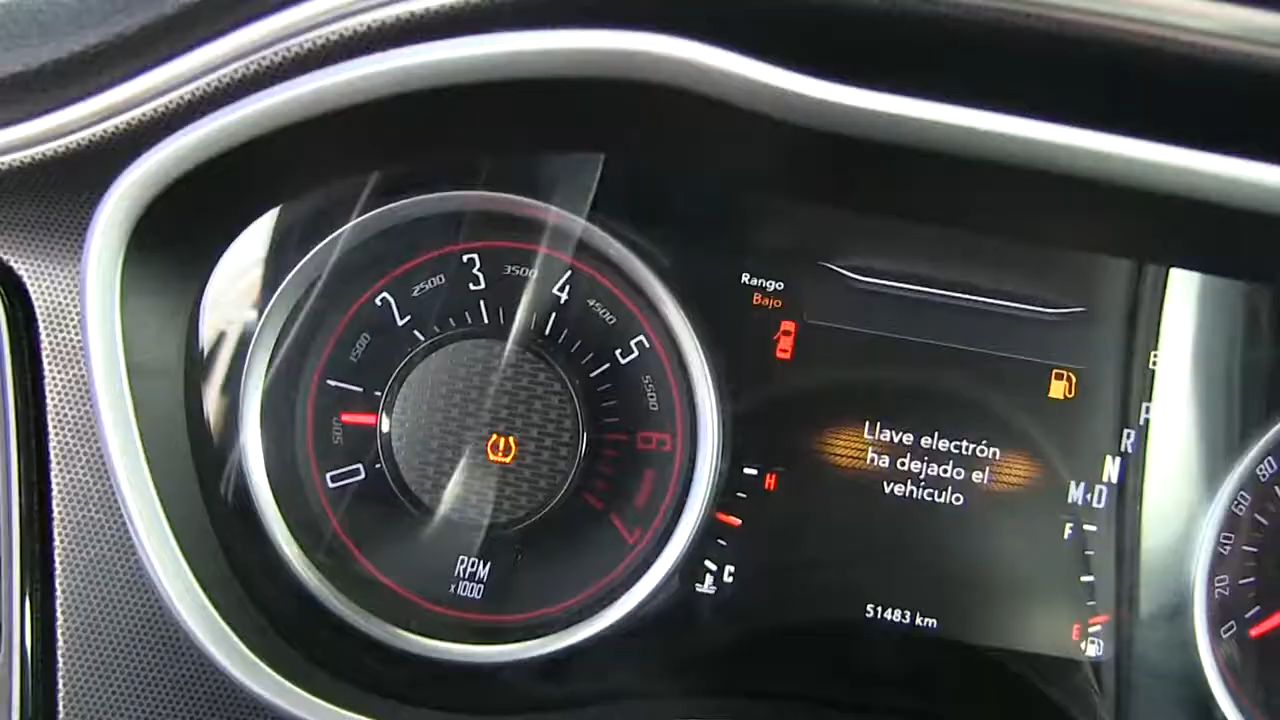 0
500
1
1500
2
2500
3
3500
4
4500
5
5500
6
7
RPM
x1000
Rango
Bajo
Llave electrón
ha dejado el
vehículo
H
C
51483 km
P
R
N
M D
F
E
0
20
40
60
80